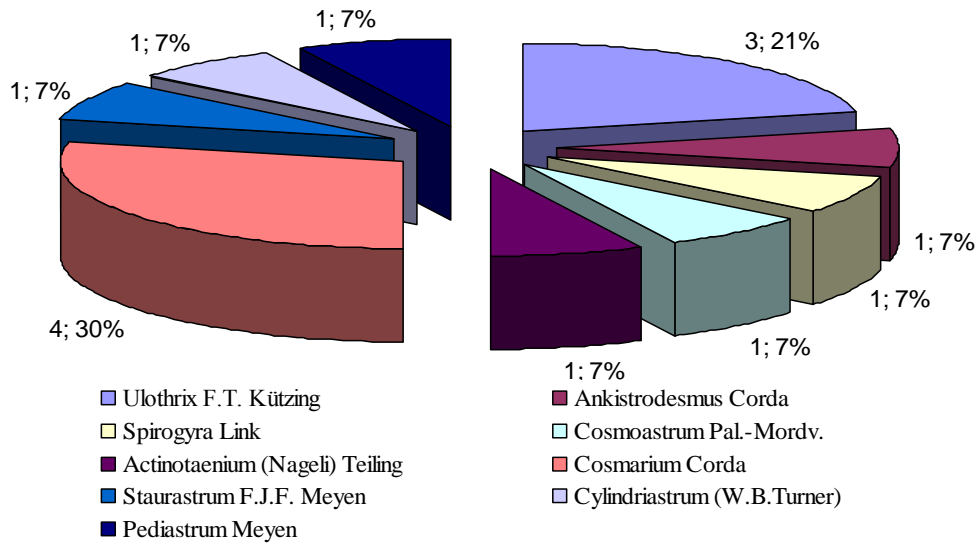 1; 7%
3; 21%
1; 7%
1; 7%
1; 7%
1; 7%
4; 30%
1; 7%
1; 7%
Ulothrix F.T. Kützing
Ankistrodesmus Corda
Spirogyra Link
Cosmoastrum Pal.-Mordv.
Actinotaenium (Nageli) Teiling
Cosmarium Corda
Staurastrum F.J.F. Meyen
Cylindriastrum (W.B.Turner)
Pediastrum Meyen